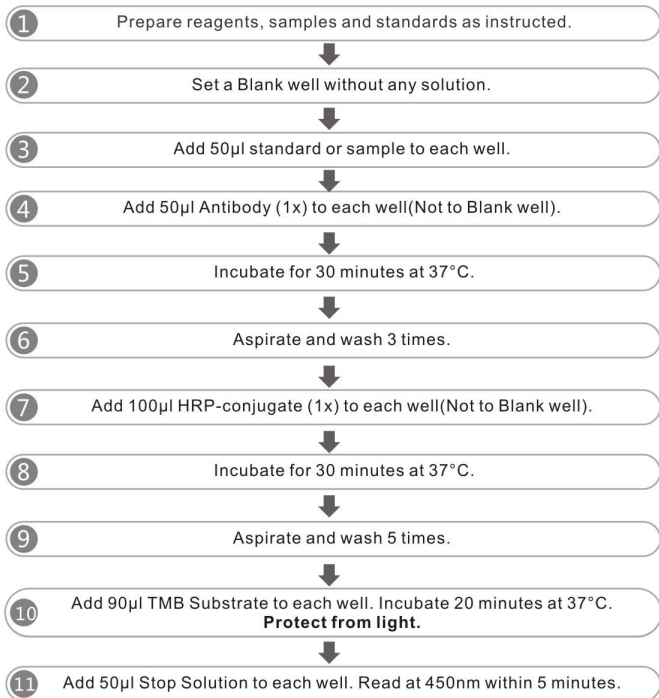 1 Prepare reagents, samples and standards as instructed.
2 Set a Blank well without any solution.
3 Add 50µl standard or sample to each well.
4 Add 50µl Antibody (1x) to each well(Not to Blank well).
5 Incubate for 30 minutes at 37°C.
6 Aspirate and wash 3 times.
7 Add 100µl HRP-conjugate (1x) to each well(Not to Blank well).
8 Incubate for 30 minutes at 37°C.
9 Aspirate and wash 5 times.
10 Add 90µl TMB Substrate to each well. Incubate 20 minutes at 37°C.
Protect from light.
11 Add 50µl Stop Solution to each well. Read at 450nm within 5 minutes.